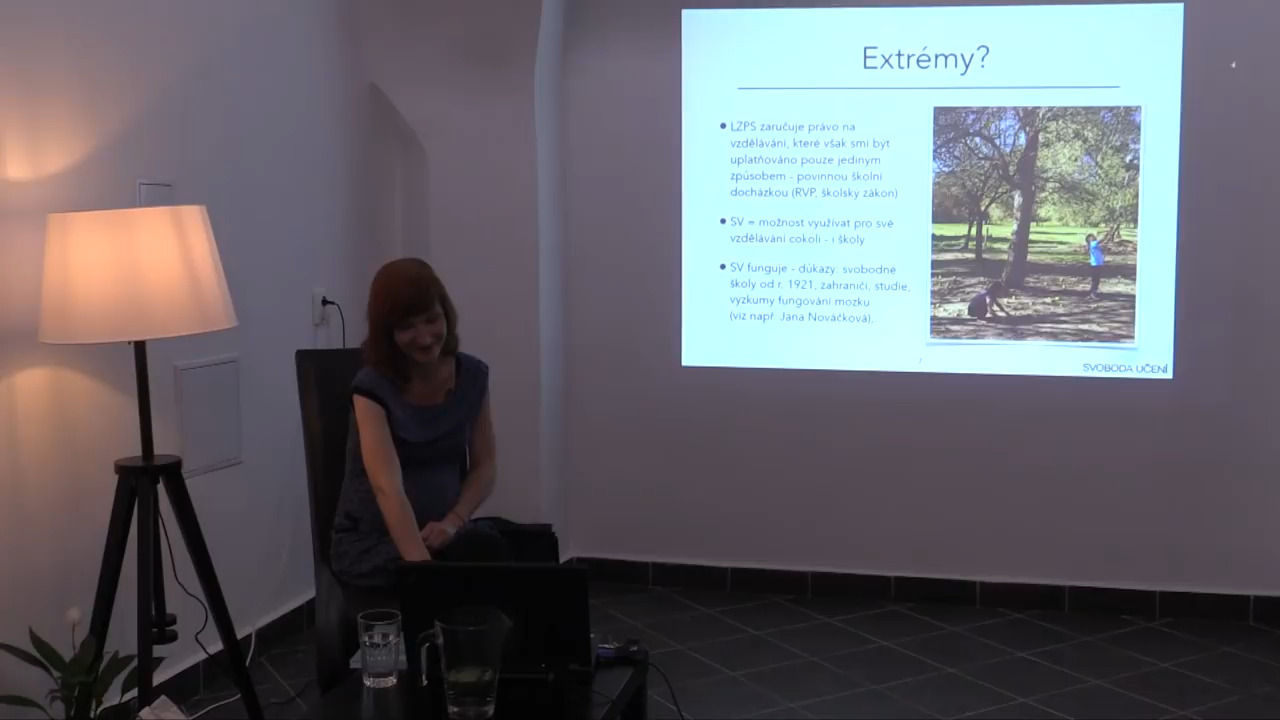 Extrémy?
● LZPS zaručuje právo na
vzdělávání, které však smí být
uplatňováno pouze jediným
způsobem - povinnou školní
docházkou (RVP, školský zákon)
● SV = možnost využívat pro své
vzdělávání cokoli - i školy
● SV funguje - důkazy: svobodné
školy od r. 1921, zahraničí, studie,
výzkumy fungování mozku
(viz např. Jana Nováčková),
SVOBODA UČENÍ